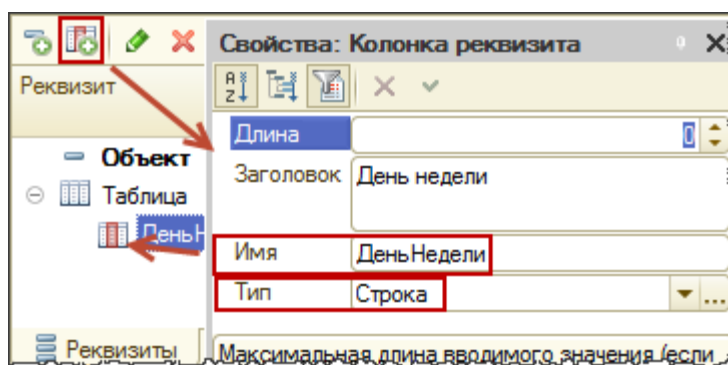 Свойства: Колонка реквизита
Реквизит
А
Z
Длина
0
Объект
Заголовок
День недели
Таблица
ДеньН
Имя
ДеньНедели
Тип
Строка
...
Реквизиты
Максимальная длина вводимого значения (если